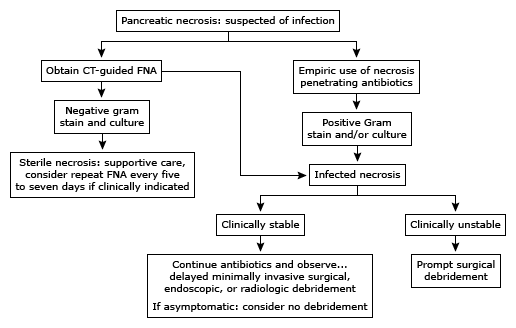 Pancreatic necrosis: suspected of infection
Obtain CT-guided FNA
Empiric use of necrosis
penetrating antibiotics
Negative gram
stain and culture
Positive Gram
stain and/or culture
Sterile necrosis: supportive care,
consider repeat FNA every five
to seven days if clinically indicated
Infected necrosis
Clinically stable
Clinically unstable
Continue antibiotics and observe...
delayed minimally invasive surgical,
endoscopic, or radiologic debridement
If asymptomatic: consider no debridement
Prompt surgical
debridement